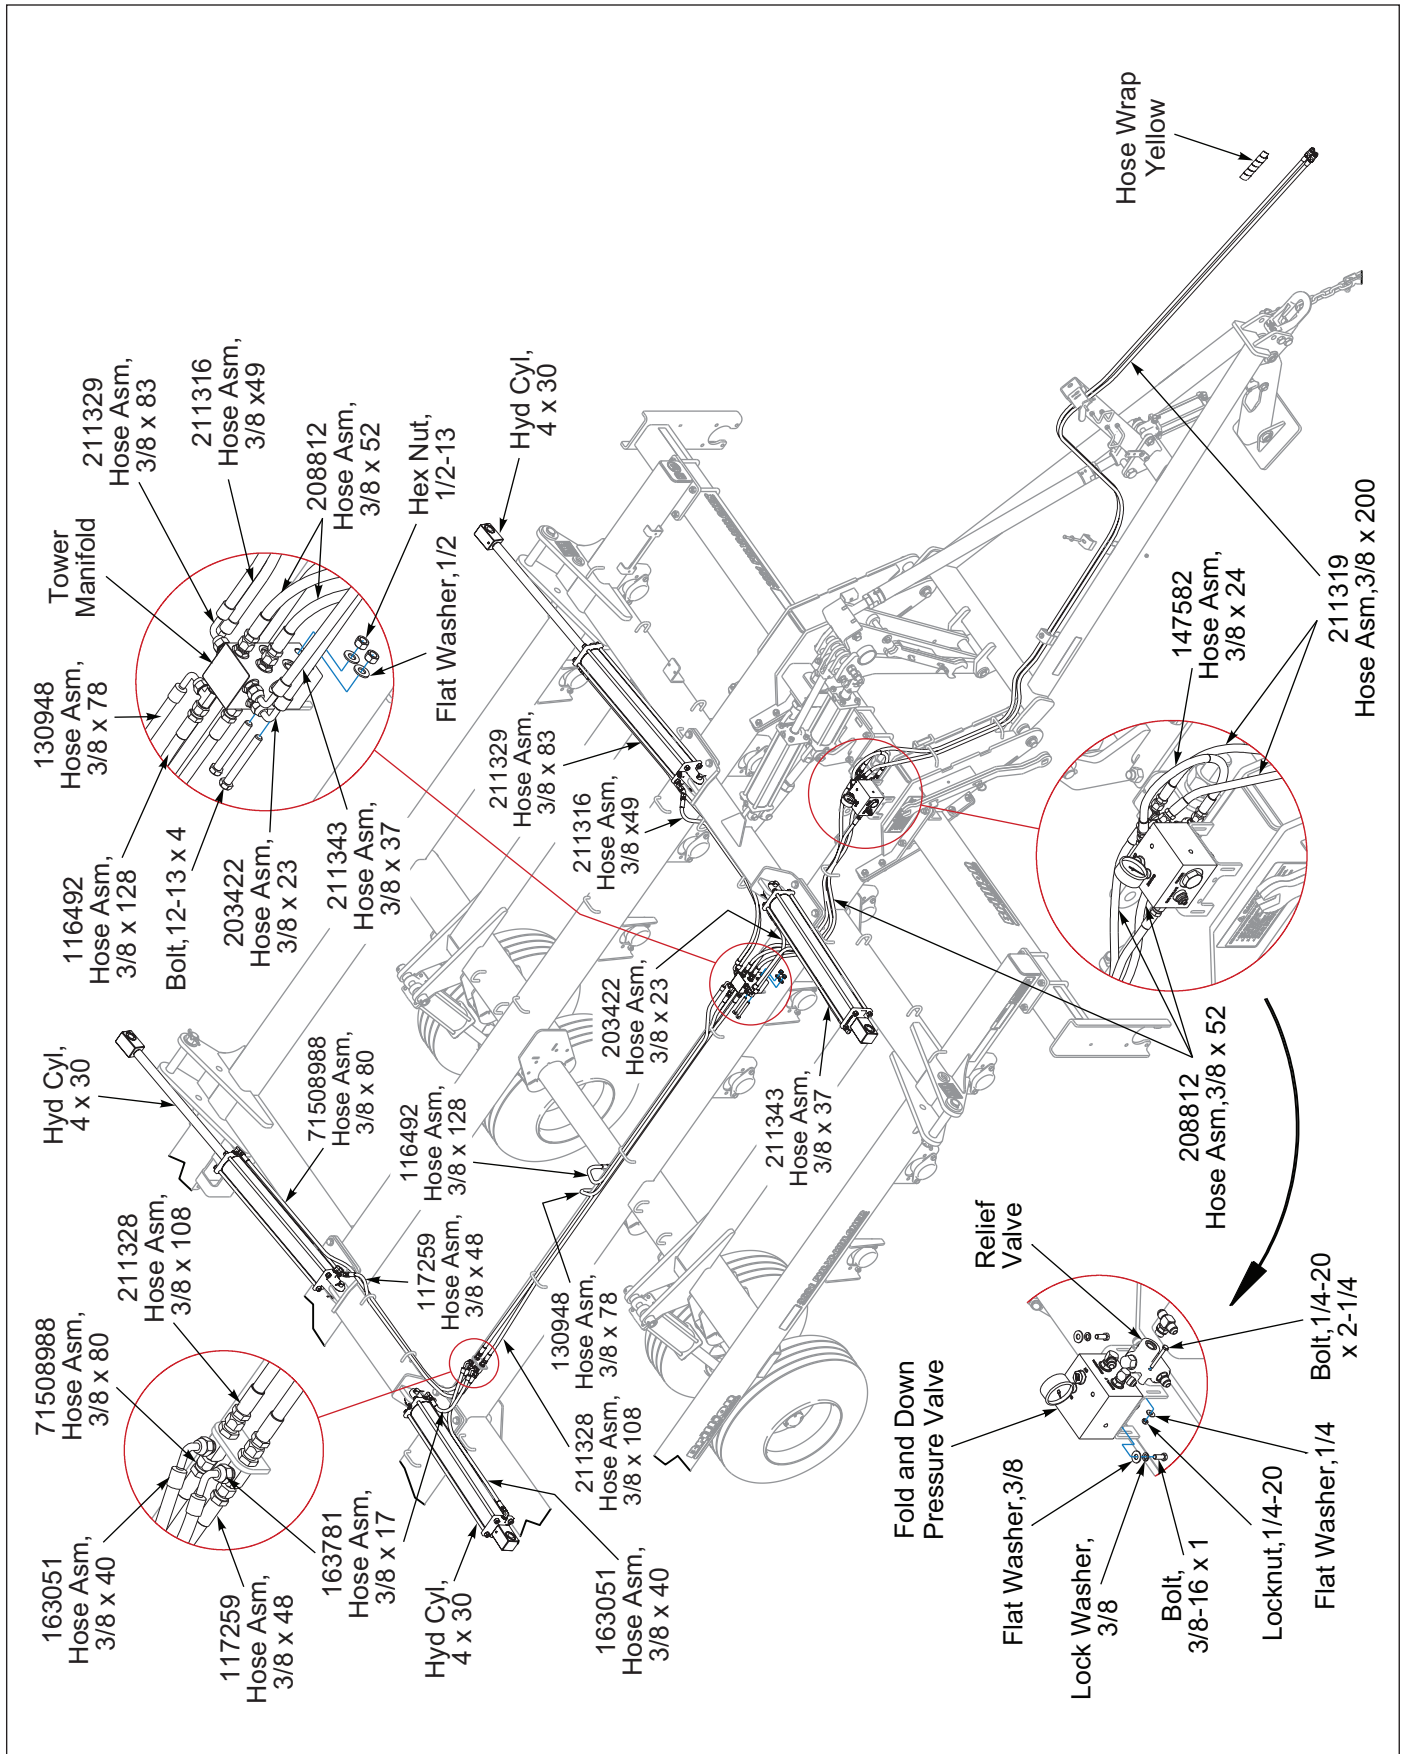 163051
Hose Asm,
3/8 x 40
71508988
Hose Asm,
3/8 x 80
211328
Hose Asm,
3/8 x 108
Hyd Cyl,
4 x 30
116492
Hose Asm,
3/8 x 128
130948
Hose Asm,
3/8 x 78
Tower
Manifold
211329
Hose Asm,
3/8 x 83
211316
Hose Asm,
3/8 x49
208812
Hose Asm,
3/8 x 52
Hex Nut,
1/2-13
Flat Washer,1/2
Bolt,12-13 x 4
203422
Hose Asm,
3/8 x 23
211343
Hose Asm,
3/8 x 37
Hyd Cyl,
4 x 30
Hose Wrap
Yellow
117259
Hose Asm,
3/8 x 48
163781
Hose Asm,
3/8 x 17
Hyd Cyl,
4 x 30
163051
Hose Asm,
3/8 x 40
71508988
Hose Asm,
3/8 x 80
117259
Hose Asm,
3/8 x 48
116492
Hose Asm,
3/8 x 128
130948
Hose Asm,
3/8 x 78
211328
Hose Asm,
3/8 x 108
211329
Hose Asm,
3/8 x 83
211316
Hose Asm,
3/8 x49
203422
Hose Asm,
3/8 x 23
211343
Hose Asm,
3/8 x 37
147582
Hose Asm,
3/8 x 24
211319
Hose Asm,3/8 x 200
208812
Hose Asm,3/8 x 52
Relief
Valve
Fold and Down
Pressure Valve
Flat Washer,3/8
Lock Washer,
3/8
Bolt,
3/8-16 x 1
Locknut,1/4-20
Flat Washer,1/4
Bolt,1/4-20
x 2-1/4